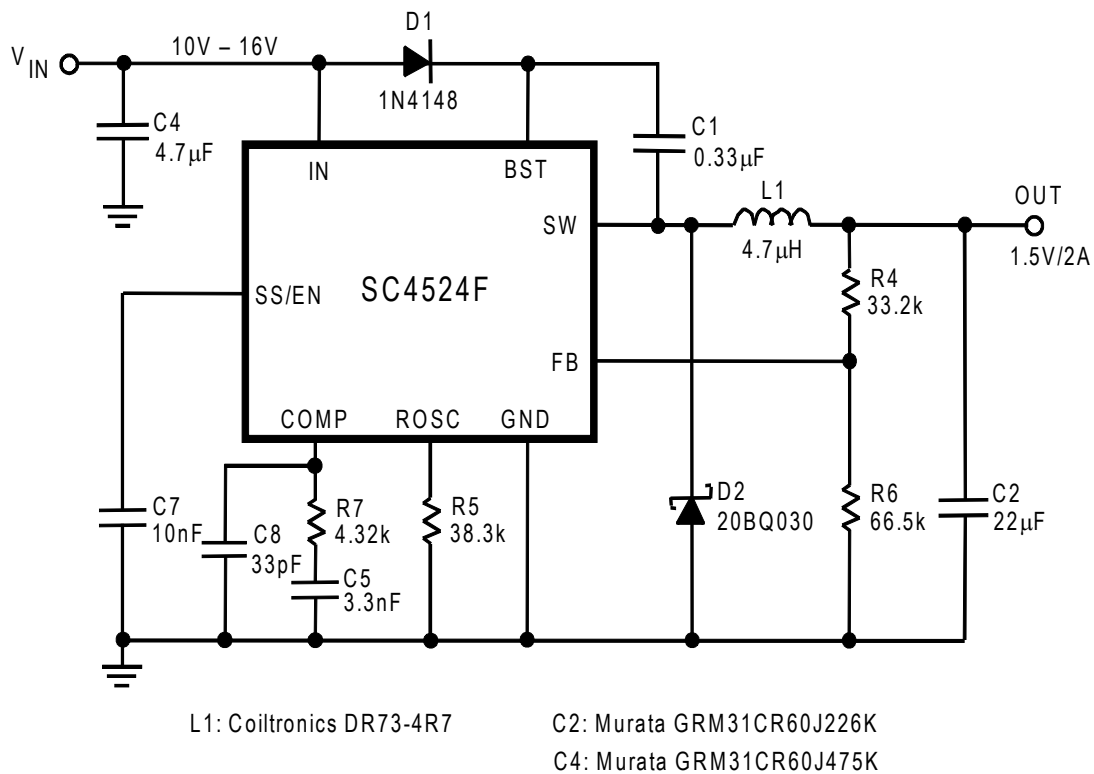 D1
V IN
10V – 16V
1N4148
C4
4.7µF
C1
0.33µF
IN
BST
L1
OUT
SW
4.7µH
1.5V/2A
SS/EN
SC4524F
R4
33.2k
FB
COMP
ROSC
GND
C7
10nF
C8
33pF
R7
4.32k
R5
38.3k
D2
20BQ030
R6
66.5k
C2
22µF
C5
3.3nF
L1: Coiltronics DR73-4R7
C2: Murata GRM31CR60J226K
C4: Murata GRM31CR60J475K